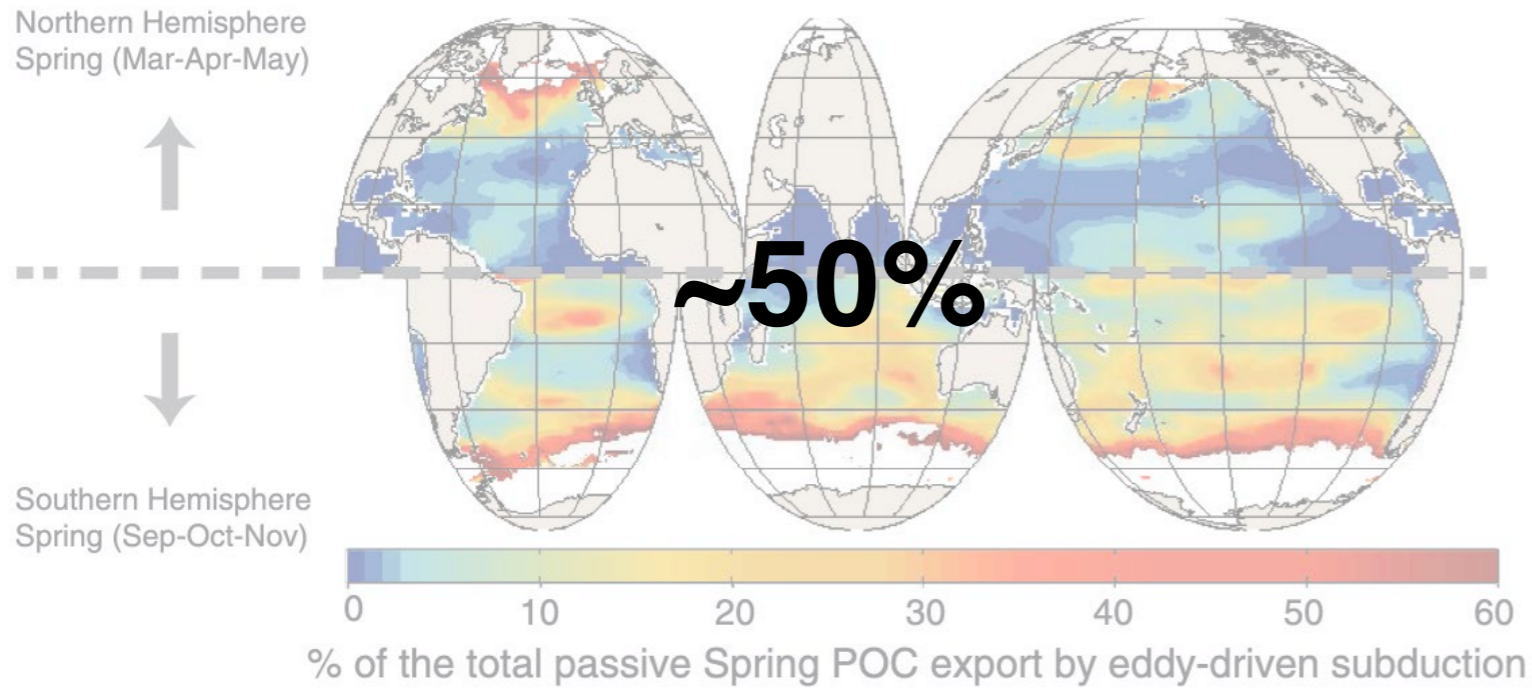 Northern Hemisphere
Spring (Mar-Apr-May)
~50%
Southern Hemisphere
Spring (Sep-Oct-Nov)
0 10 20 30 40 50 60
% of the total passive Spring POC export by eddy-driven subduction